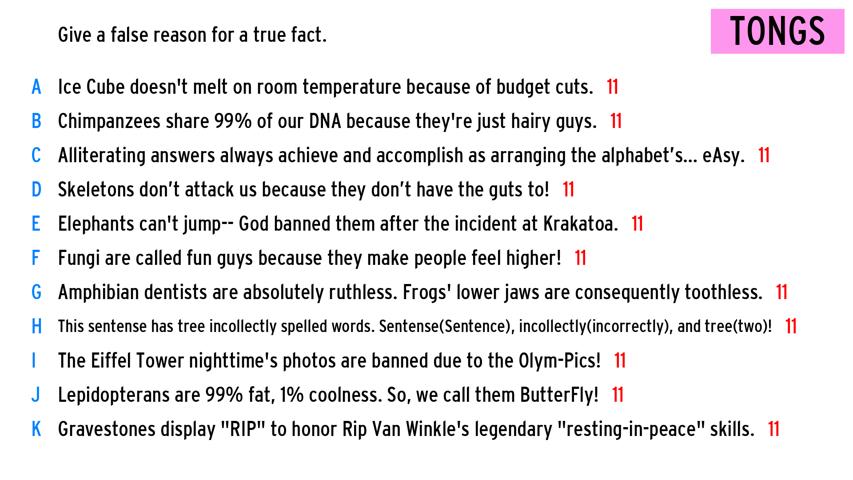 Give a false reason for a true fact.
TONGS
A Ice Cube doesn't melt on room temperature because of budget cuts. 11
B Chimpanzees share 99% of our DNA because they're just hairy guys. 11
C Alliterating answers always achieve and accomplish as arranging the alphabet’s... eAsy. 11
D Skeletons don’t attack us because they don’t have the guts to! 11
E Elephants can't jump-- God banned them after the incident at Krakatoa. 11
F Fungi are called fun guys because they make people feel higher! 11
G Amphibian dentists are absolutely ruthless. Frogs' lower jaws are consequently toothless. 11
H This sentense has tree incollectly spelled words. Sentense(Sentence), incollectly(incorrectly), and tree(two)! 11
I The Eiffel Tower nighttime's photos are banned due to the Olym-Pics! 11
J Lepidopterans are 99% fat, 1% coolness. So, we call them ButterFly! 11
K Gravestones display "RIP" to honor Rip Van Winkle's legendary "resting-in-peace" skills. 11